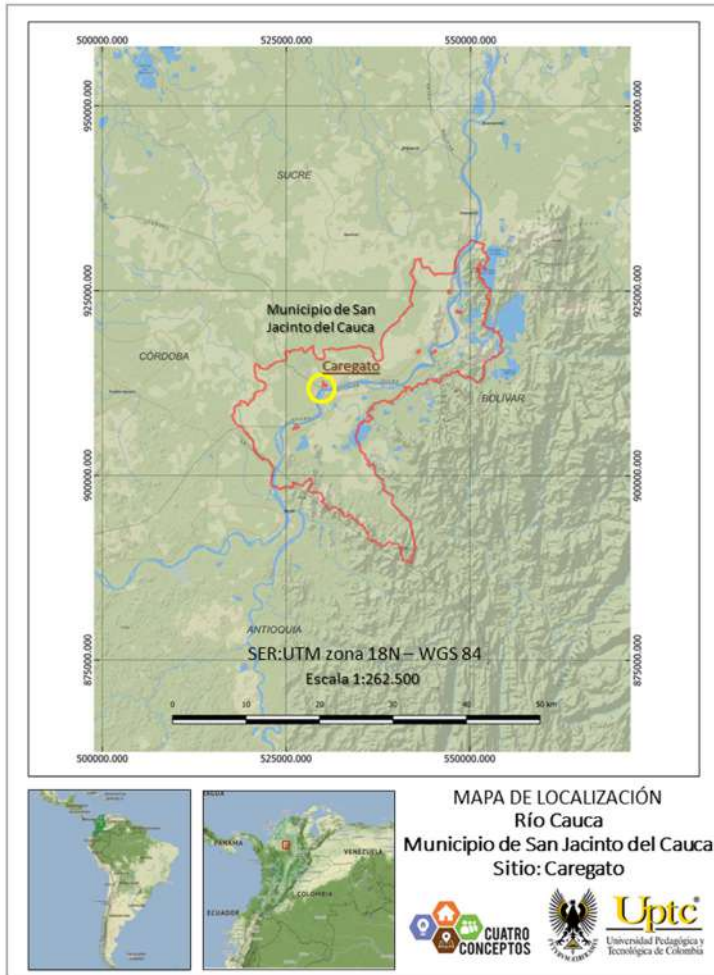 500000.000 525000.000 550000.000
950000.000 950000.000
SUCRE
925000.000 925000.000
Municipio de San
Jacinto del Cauca
CÓRDOBA
Caregato
BOLÍVAR
900000.000 900000.000
ANTIOQUIA
SER:UTM zona 18N – WGS 84
875000.000 875000.000
Escala 1:262.500
0 10 20 30 40 50 km
500000.000 525000.000 550000.000
PANAMA
VENEZUELA
COLOMBIA
ECUADOR
MAPA DE LOCALIZACIÓN
Río Cauca
Municipio de San Jacinto del Cauca
Sitio: Caregato
CUATRO
CONCEPTOS
Uptc
Universidad Pedagógica y
Tecnológica de Colombia